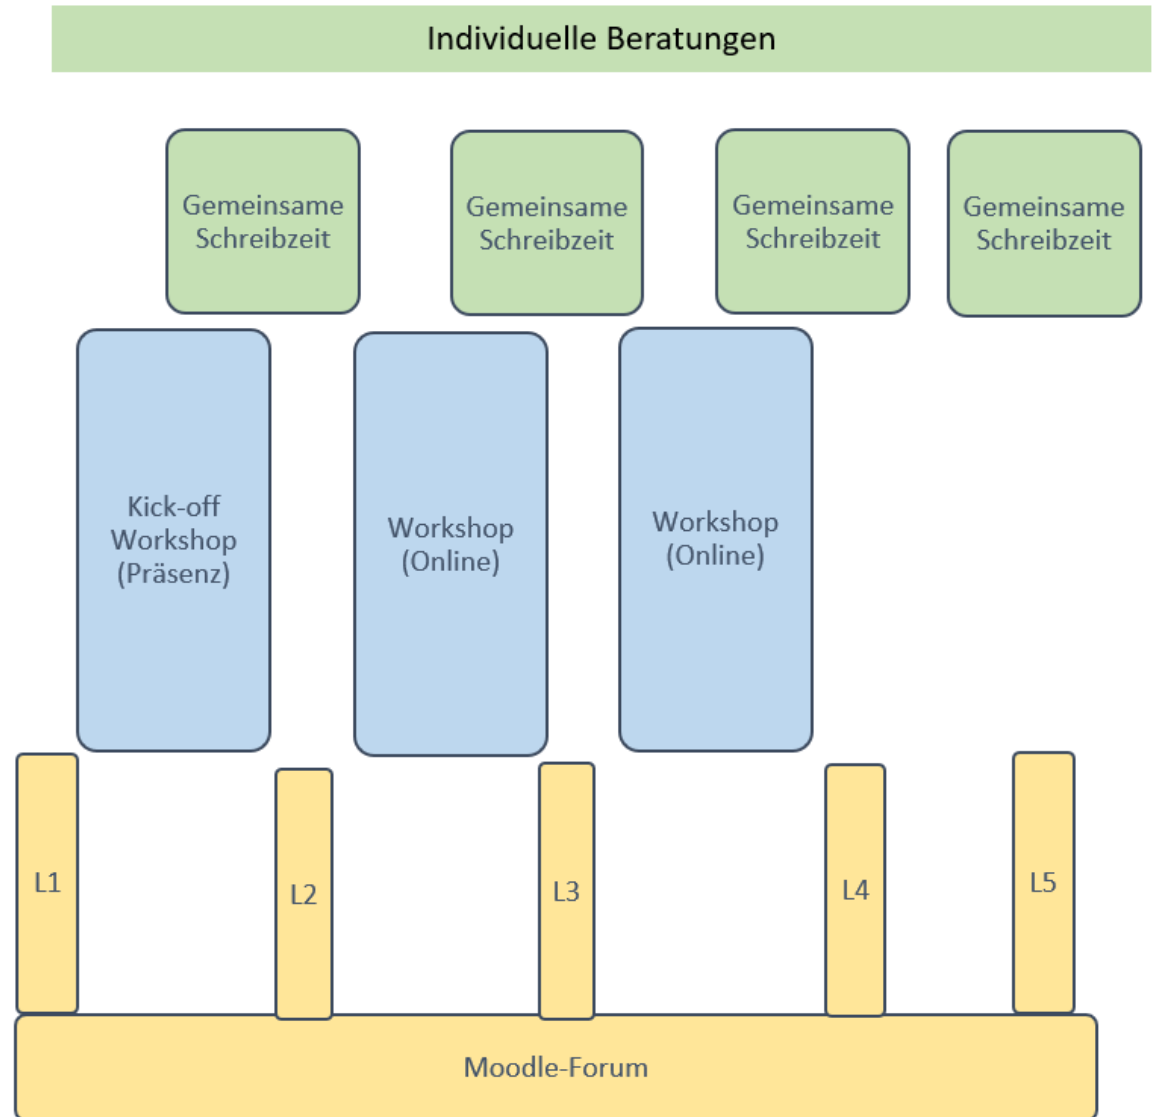 Individuelle Beratungen
Gemeinsame
Schreibzeit
Gemeinsame
Schreibzeit
Gemeinsame
Schreibzeit
Gemeinsame
Schreibzeit
Kick-off
Workshop
(Präsenz)
Workshop
(Online)
Workshop
(Online)
L1
L2
L3
L4
L5
Moodle-Forum